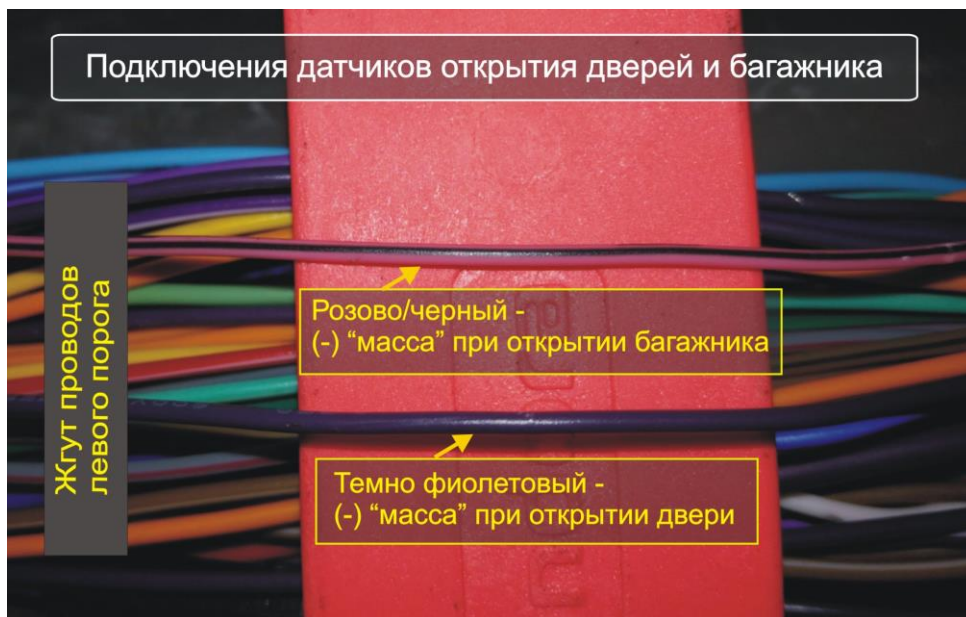 Подключения датчиков открытия дверей и багажника
Жгут проводов
левого порога
Розово/черный -
(-) “масса” при открытии багажника
Темно фиолетовый -
(-) “масса” при открытии двери